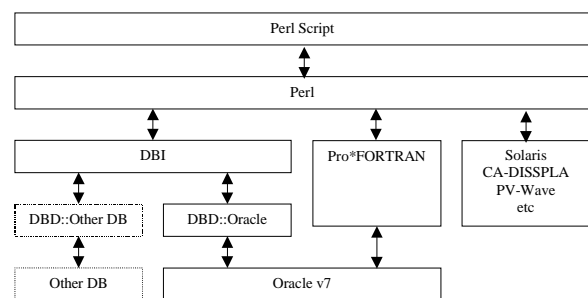 Perl Script
Perl
DBI
Pro*FORTRAN
Solaris
CA-DISSPLA
PV-Wave
etc
DBD::Other DB
DBD::Oracle
Other DB
Oracle v7